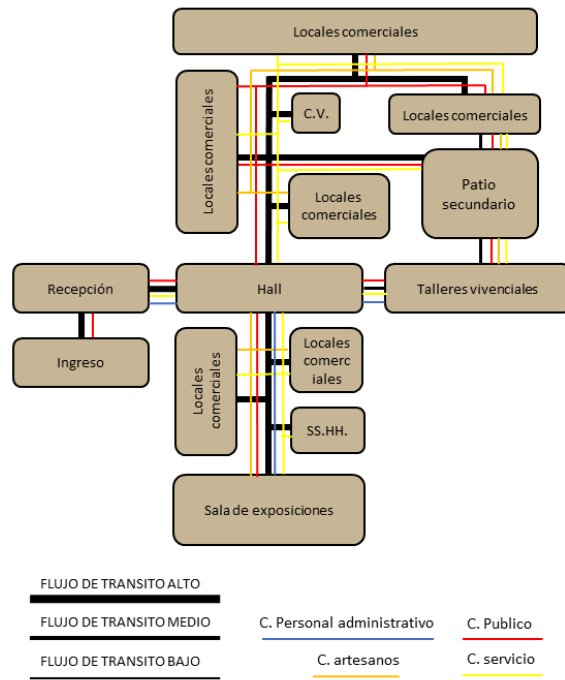 Locales comerciales
Locales comerciales
C.V.
Locales comerciales
Locales
comerciales
Patio
secundario
Recepción
Hall
Talleres vivenciales
Ingreso
Locales
comerciales
Locales
comerc
iales
SS.HH.
Sala de exposiciones
FLUJO DE TRANSITO ALTO
FLUJO DE TRANSITO MEDIO
C. Personal administrativo
C. Publico
FLUJO DE TRANSITO BAJO
C. artesanos
C. servicio